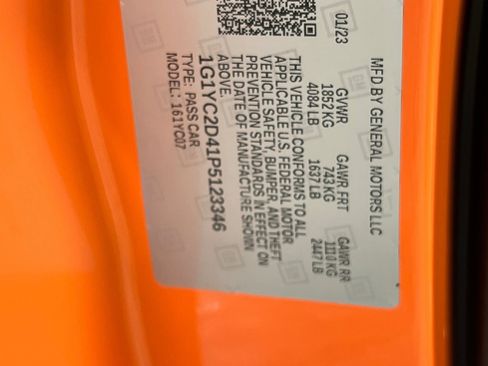 MFD BY GENERAL MOTORS LLC
01/23 GVWR GAWR FRT GAWR RR
1852 KG 743 KG 1110 KG
4084 LB 1637 LB 2447 LB
THIS VEHICLE CONFORMS TO ALL
APPLICABLE U.S. FEDERAL MOTOR
VEHICLE SAFETY, BUMPER, AND THEFT
PREVENTION STANDARDS IN EFFECT ON
THE DATE OF MANUFACTURE SHOWN
ABOVE.
1G1YC2D41P5123346
TYPE: PASS CAR
MODEL: 161YC07